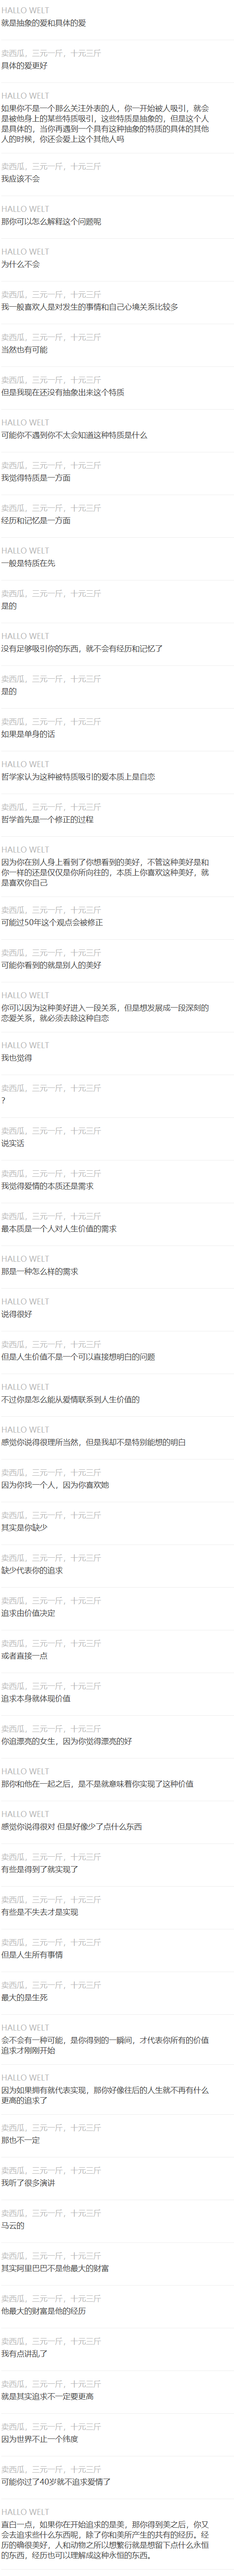 HALLO WELT
就是抽象的爱和具体的爱
卖西瓜，三元一斤，十元三斤
具体的爱更好
HALLO WELT
如果你不是一个那么关注外表的人，你一开始被人吸引，就会
是被他身上的某些特质吸引，这些特质是抽象的，但是这个人
是具体的，当你再遇到一个具有这种抽象的特质的具体的其他
人的时候，你还会爱上这个其他人吗
卖西瓜，三元一斤，十元三斤
我应该不会
HALLO WELT
那你可以怎么解释这个问题呢
HALLO WELT
为什么不会
卖西瓜，三元一斤，十元三斤
我一般喜欢人是对发生的事情和自己心境关系比较多
卖西瓜，三元一斤，十元三斤
当然也有可能
卖西瓜，三元一斤，十元三斤
但是我现在还没有抽象出来这个特质
HALLO WELT
可能你不遇到你不太会知道这种特质是什么
卖西瓜，三元一斤，十元三斤
我觉得特质是一方面
卖西瓜，三元一斤，十元三斤
经历和记忆是一方面
HALLO WELT
一般是特质在先
卖西瓜，三元一斤，十元三斤
是的
HALLO WELT
没有足够吸引你的东西，就不会有经历和记忆了
卖西瓜，三元一斤，十元三斤
是的
卖西瓜，三元一斤，十元三斤
如果是单身的话
HALLO WELT
哲学家认为这种被特质吸引的爱本质上是自恋
卖西瓜，三元一斤，十元三斤
哲学首先是一个修正的过程
HALLO WELT
因为你在别人身上看到了你想看到的美好，不管这种美好是和
你一样的还是仅仅是你所向往的，本质上你喜欢这种美好，就
是喜欢你自己
卖西瓜，三元一斤，十元三斤
可能过50年这个观点会被修正
卖西瓜，三元一斤，十元三斤
可能你看到的就是别人的美好
HALLO WELT
你可以因为这种美好进入一段关系，但是想发展成一段深刻的
恋爱关系，就必须去除这种自恋
HALLO WELT
我也觉得
卖西瓜，三元一斤，十元三斤
？
卖西瓜，三元一斤，十元三斤
说实话
卖西瓜，三元一斤，十元三斤
我觉得爱情的本质还是需求
卖西瓜，三元一斤，十元三斤
最本质是一个人对人生价值的需求
HALLO WELT
那是一种怎么样的需求
HALLO WELT
说得很好
卖西瓜，三元一斤，十元三斤
但是人生价值不是一个可以直接想明白的问题
HALLO WELT
不过你是怎么能从爱情联系到人生价值的
HALLO WELT
感觉你说得很理所当然，但是我却不是特别能想的明白
卖西瓜，三元一斤，十元三斤
因为你找一个人，因为你喜欢她
卖西瓜，三元一斤，十元三斤
其实是你缺少
卖西瓜，三元一斤，十元三斤
缺少代表你的追求
卖西瓜，三元一斤，十元三斤
追求由价值决定
卖西瓜，三元一斤，十元三斤
或者直接一点
卖西瓜，三元一斤，十元三斤
追求本身就体现价值
卖西瓜，三元一斤，十元三斤
你追漂亮的女生，因为你觉得漂亮的好
HALLO WELT
那你和他在一起之后，是不是就意味着你实现了这种价值
HALLO WELT
感觉你说得很对 但是好像少了点什么东西
卖西瓜，三元一斤，十元三斤
有些是得到了就实现了
卖西瓜，三元一斤，十元三斤
有些是不失去才是实现
卖西瓜，三元一斤，十元三斤
但是人生所有事情
卖西瓜，三元一斤，十元三斤
最大的是生死
HALLO WELT
会不会有一种可能，是你得到的一瞬间，才代表你所有的价值
追求才刚刚开始
HALLO WELT
因为如果拥有就代表实现，那你好像往后的人生就不再有什么
更高的追求了
卖西瓜，三元一斤，十元三斤
那也不一定
卖西瓜，三元一斤，十元三斤
我听了很多演讲
卖西瓜，三元一斤，十元三斤
马云的
卖西瓜，三元一斤，十元三斤
其实阿里巴巴不是他最大的财富
卖西瓜，三元一斤，十元三斤
他最大的财富是他的经历
卖西瓜，三元一斤，十元三斤
我有点讲乱了
卖西瓜，三元一斤，十元三斤
就是其实追求不一定要更高
卖西瓜，三元一斤，十元三斤
因为世界不止一个纬度
卖西瓜，三元一斤，十元三斤
可能你过了40岁就不追求爱情了
HALLO WELT
直白一点，如果你在开始追求的是美，那你得到美之后，你又
会去追求些什么东西呢，除了你和美所产生的共有的经历。经
历的确很美好，人和动物之所以想繁衍就是想留下点什么永恒
的东西，经历也可以理解成这种永恒的东西。